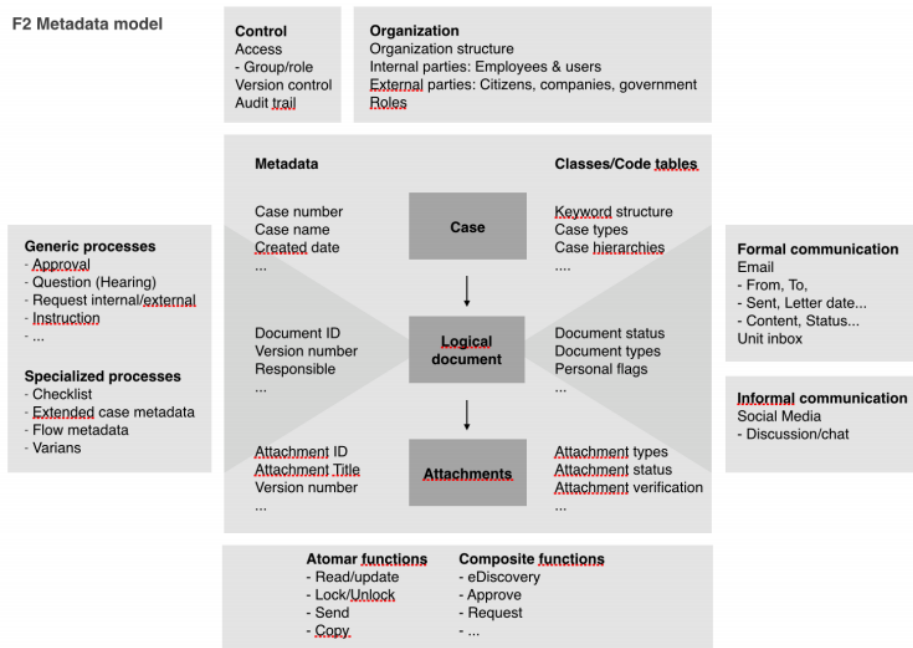 F2 Metadata model
Control
Access
- Group/role
Version control
Audit trail
Organization
Organization structure
Internal parties: Employees & users
External parties: Citizens, companies, government
Roles
Metadata
Classes/Code tables
Case number
Case name
Created date
...
Case
Keyword structure
Case types
Case hierarchies
....
Generic processes
- Approval
- Question (Hearing)
- Request internal/external
- Instruction
- ...
Specialized processes
- Checklist
- Extended case metadata
- Flow metadata
- Varians
Document ID
Version number
Responsible
...
Logical
document
Document status
Document types
Personal flags
...
Formal communication
Email
- From, To,
- Sent, Letter date...
- Content, Status...
Unit inbox
Informal communication
Social Media
- Discussion/chat
Attachment ID
Attachment Title
Version number
...
Attachments
Attachment types
Attachment status
Attachment verification
...
Atomar functions
- Read/update
- Lock/Unlock
- Send
- Copy
Composite functions
- eDiscovery
- Approve
- Request
- ...